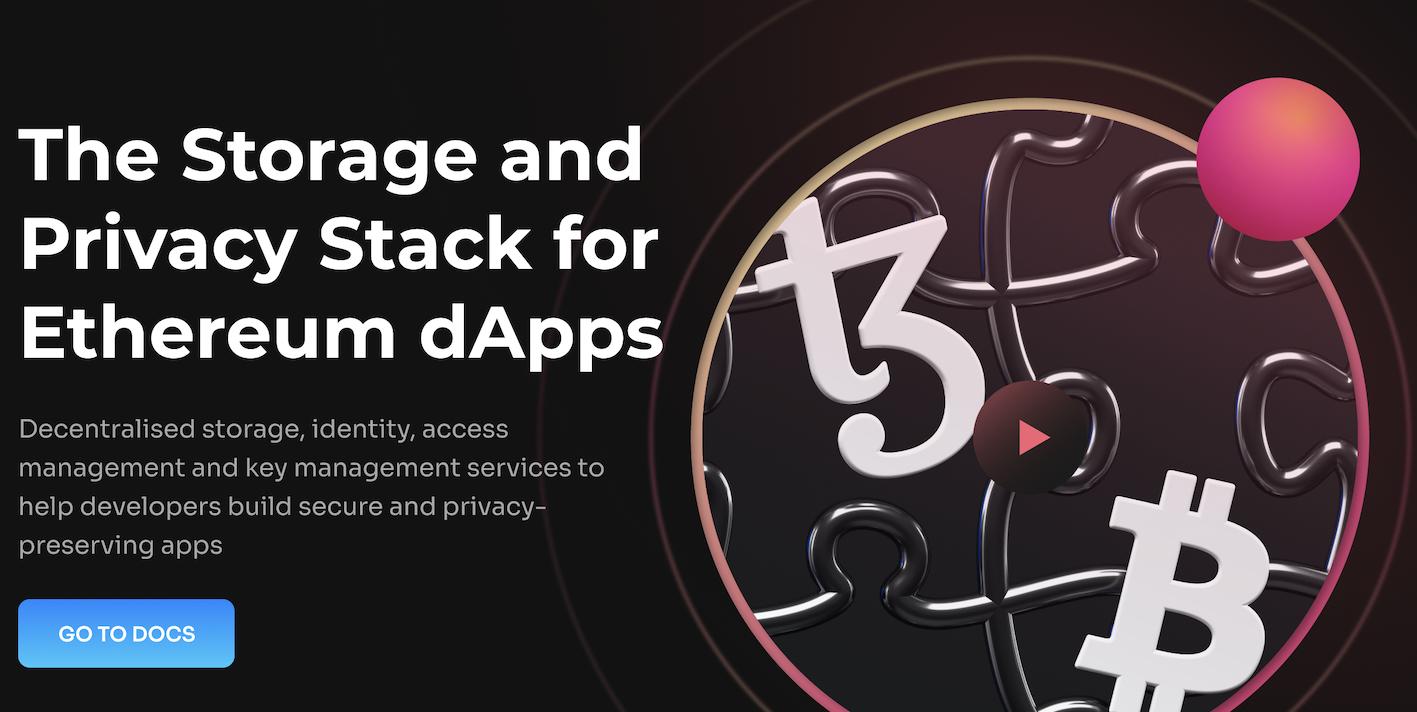 The Storage and
Privacy Stack for
Ethereum dApps
Decentralised storage, identity, access
management and key management services to
help developers build secure and privacy-
preserving apps
GO TO DOCS